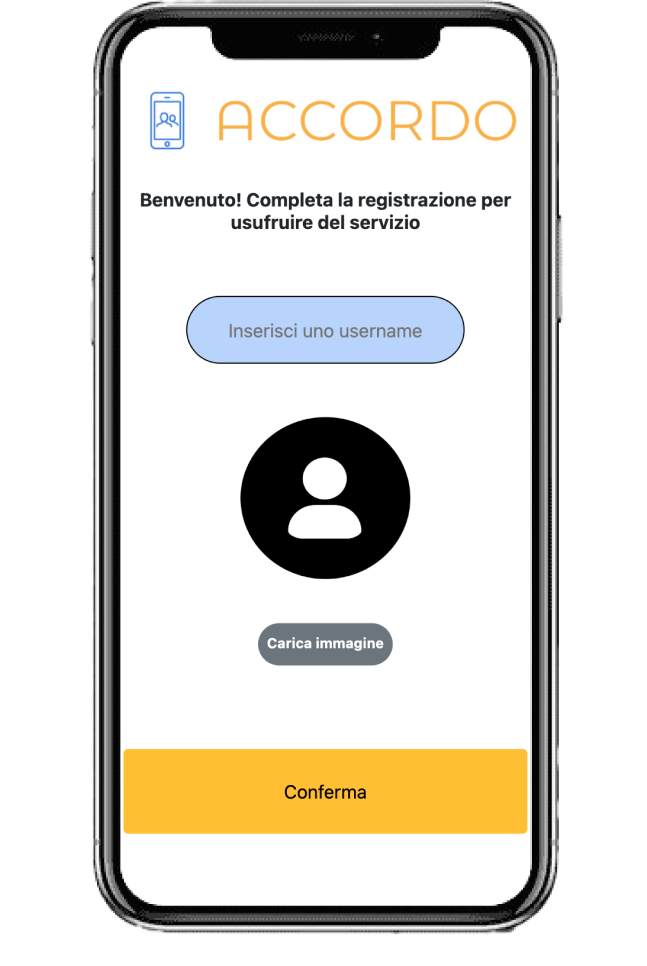 ACCORDO
Benvenuto! Completa la registrazione per
usufruire del servizio
Inserisci uno username
Carica immagine
Conferma